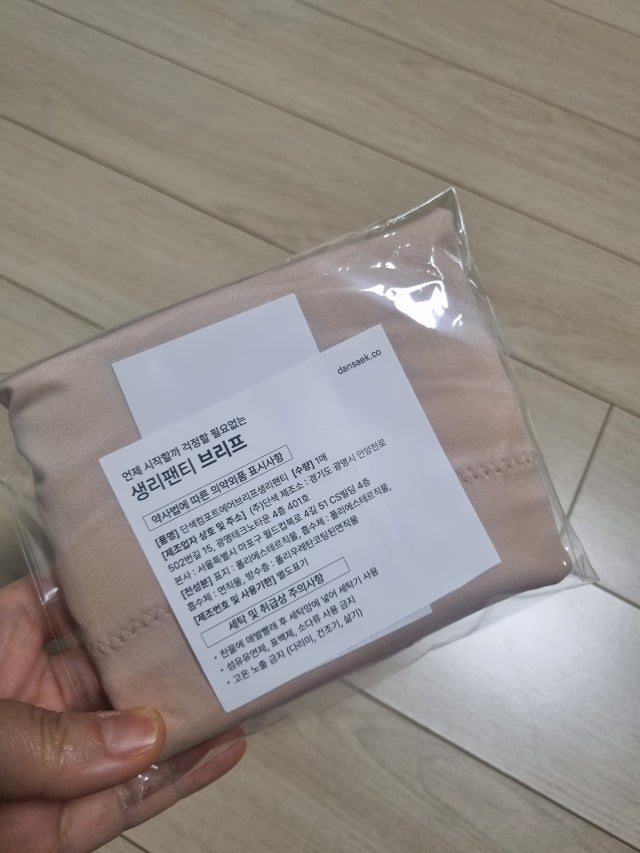 dansaek.co
언제 시작할까 걱정할 필요없는
생리팬티 브리프
약사법에 따른 의약외품 표시사항
[품명] 단색컴포트에어브리프생리팬티 [수량] 1매
[제조업자 상호 및 주소] (주)단색 제조소 : 경기도 광명시 안양천로
502번길 15, 광명테크노타운 4층 401호
본사 : 서울특별시 마포구 월드컵북로 4길 51 CS빌딩 4층
[전성분] 표지 : 폴리에스테르직물, 흡수체 : 폴리에스테르직물,
흡수체 : 면직물, 방수층 : 폴리우레탄코팅된면직물
[제조번호 및 사용기한] 별도표기
세탁 및 취급상 주의사항
• 찬물에 애벌빨래 후 세탁망에 넣어 세탁기 사용
• 섬유유연제, 표백제, 소다류 사용 금지
• 고온 노출 금지 (다리미, 건조기, 삶기)